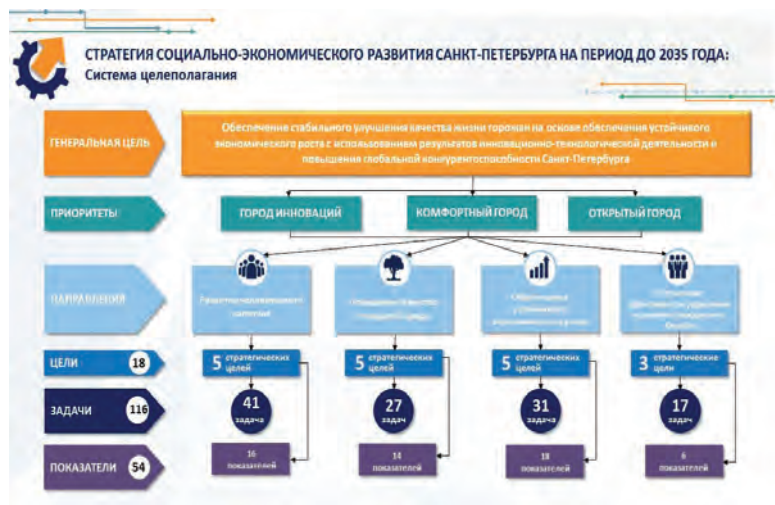 СТРАТЕГИЯ СОЦИАЛЬНО-ЭКОНОМИЧЕСКОГО РАЗВИТИЯ САНКТ-ПЕТЕРБУРГА НА ПЕРИОД ДО 2035 ГОДА:
Система целеполагания
ГЕНЕРАЛЬНАЯ ЦЕЛЬ
Обеспечение стабильного улучшения качества жизни горожан на основе обеспечения устойчивого
экономического роста с использованием результатов инновационно-технологической деятельности и
повышения глобальной конкурентоспособности Санкт-Петербурга
ПРИОРИТЕТЫ
ГОРОД ИННОВАЦИЙ
КОМФОРТНЫЙ ГОРОД
ОТКРЫТЫЙ ГОРОД
НАПРАВЛЕНИЯ
Развитие человеческого
капитала
ЦЕЛИ 18
5 стратегических
целей
5 стратегических
целей
5 стратегических
целей
3 стратегические
цели
ЗАДАЧИ 116
41
задача
27
задач
31
задача
17
задач
ПОКАЗАТЕЛИ 54
16
показателей
14
показателей
18
показателей
6
показателей